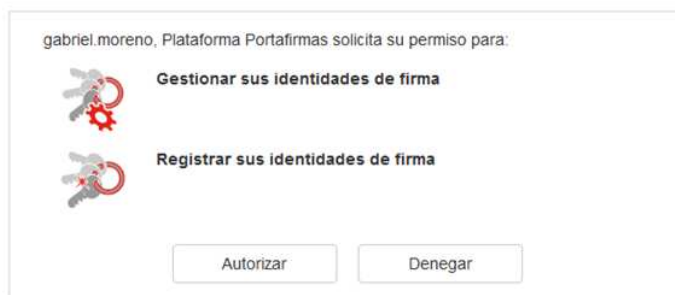 gabriel.moreno, Plataforma Portafirmas solicita su permiso para:
Gestionar sus identidades de firma
Registrar sus identidades de firma
Autorizar
Denegar